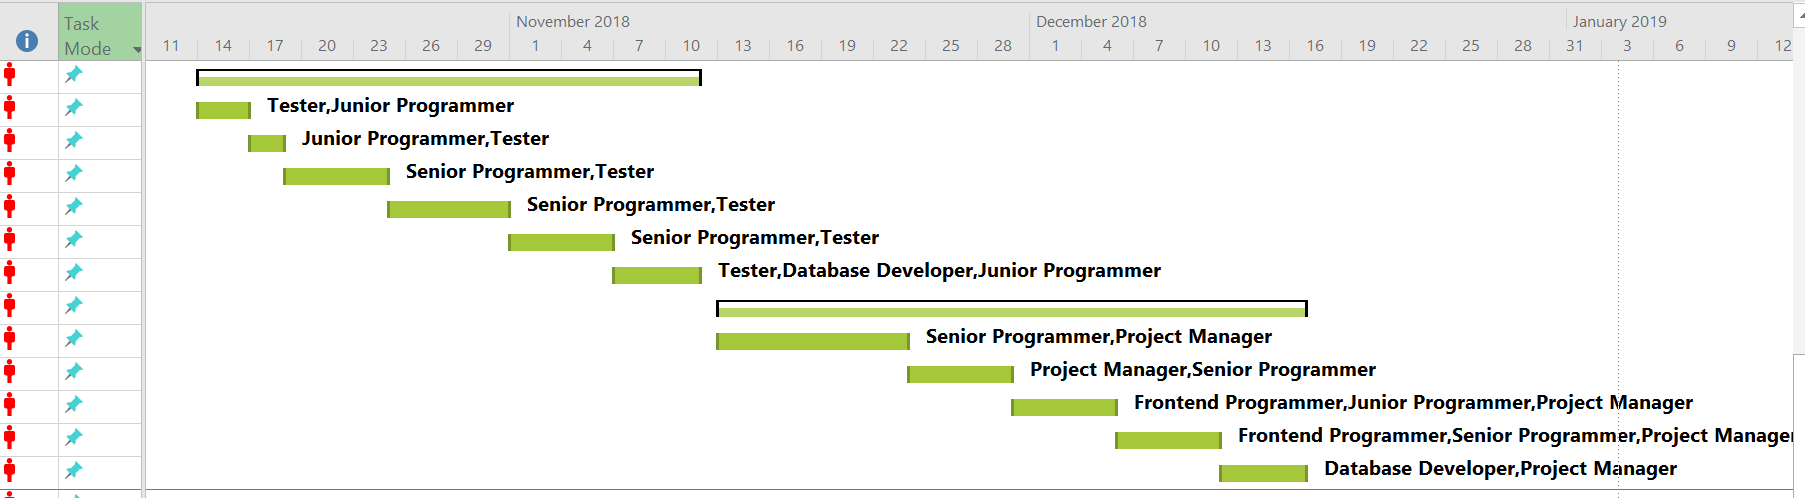 November 2018 December 2018 January 2019
Task
Mode
11 14 17 20 23 26 29 1 4 7 10 13 16 19 22 25 28 1 4 7 10 13 16 19 22 25 28 31 3 6 9 12
Tester,Junior Programmer
Junior Programmer,Tester
Senior Programmer,Tester
Senior Programmer,Tester
Senior Programmer,Tester
Tester,Database Developer,Junior Programmer
Senior Programmer,Project Manager
Project Manager,Senior Programmer
Frontend Programmer,Junior Programmer,Project Manager
Frontend Programmer,Senior Programmer,Project Manager
Database Developer,Project Manager